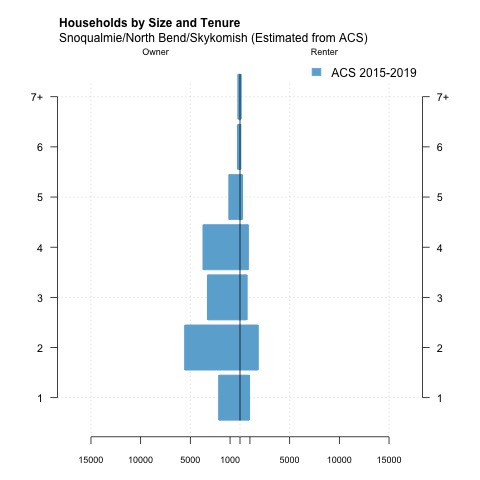 Households by Size and Tenure
Snoqualmie/North Bend/Skykomish (Estimated from ACS)
Owner Renter
ACS 2015-2019
7+ 7+
6 6
5 5
4 4
3 3
2 2
1 1
15000 10000 5000 1000 5000 10000 15000